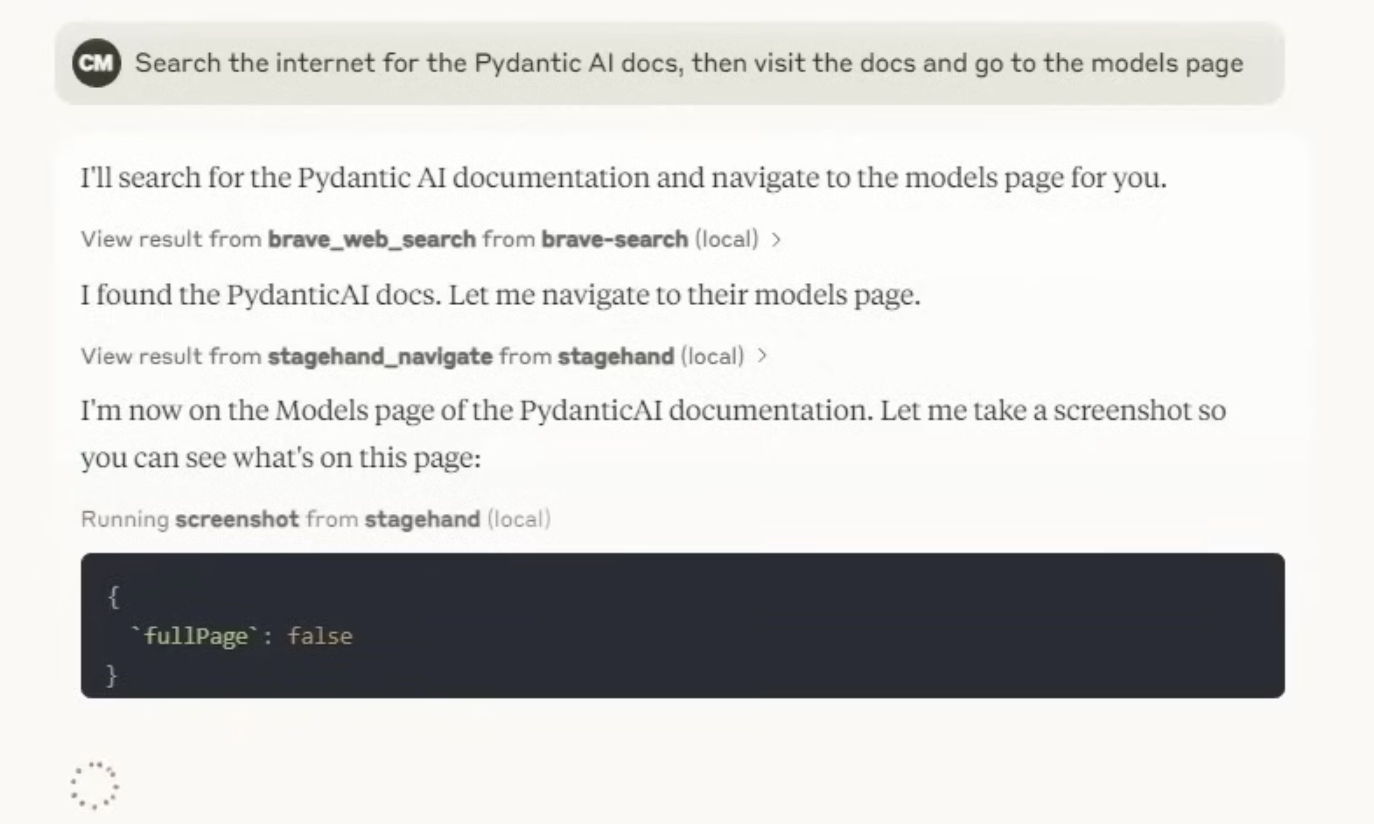 CM Search the internet for the Pydantic AI docs, then visit the docs and go to the models page
I'll search for the Pydantic AI documentation and navigate to the models page for you.
View result from brave_web_search from brave-search (local) >
I found the PydanticAI docs. Let me navigate to their models page.
View result from stagehand_navigate from stagehand (local) >
I'm now on the Models page of the PydanticAI documentation. Let me take a screenshot so
you can see what's on this page:
Running screenshot from stagehand (local)
{
`fullPage`: false
}